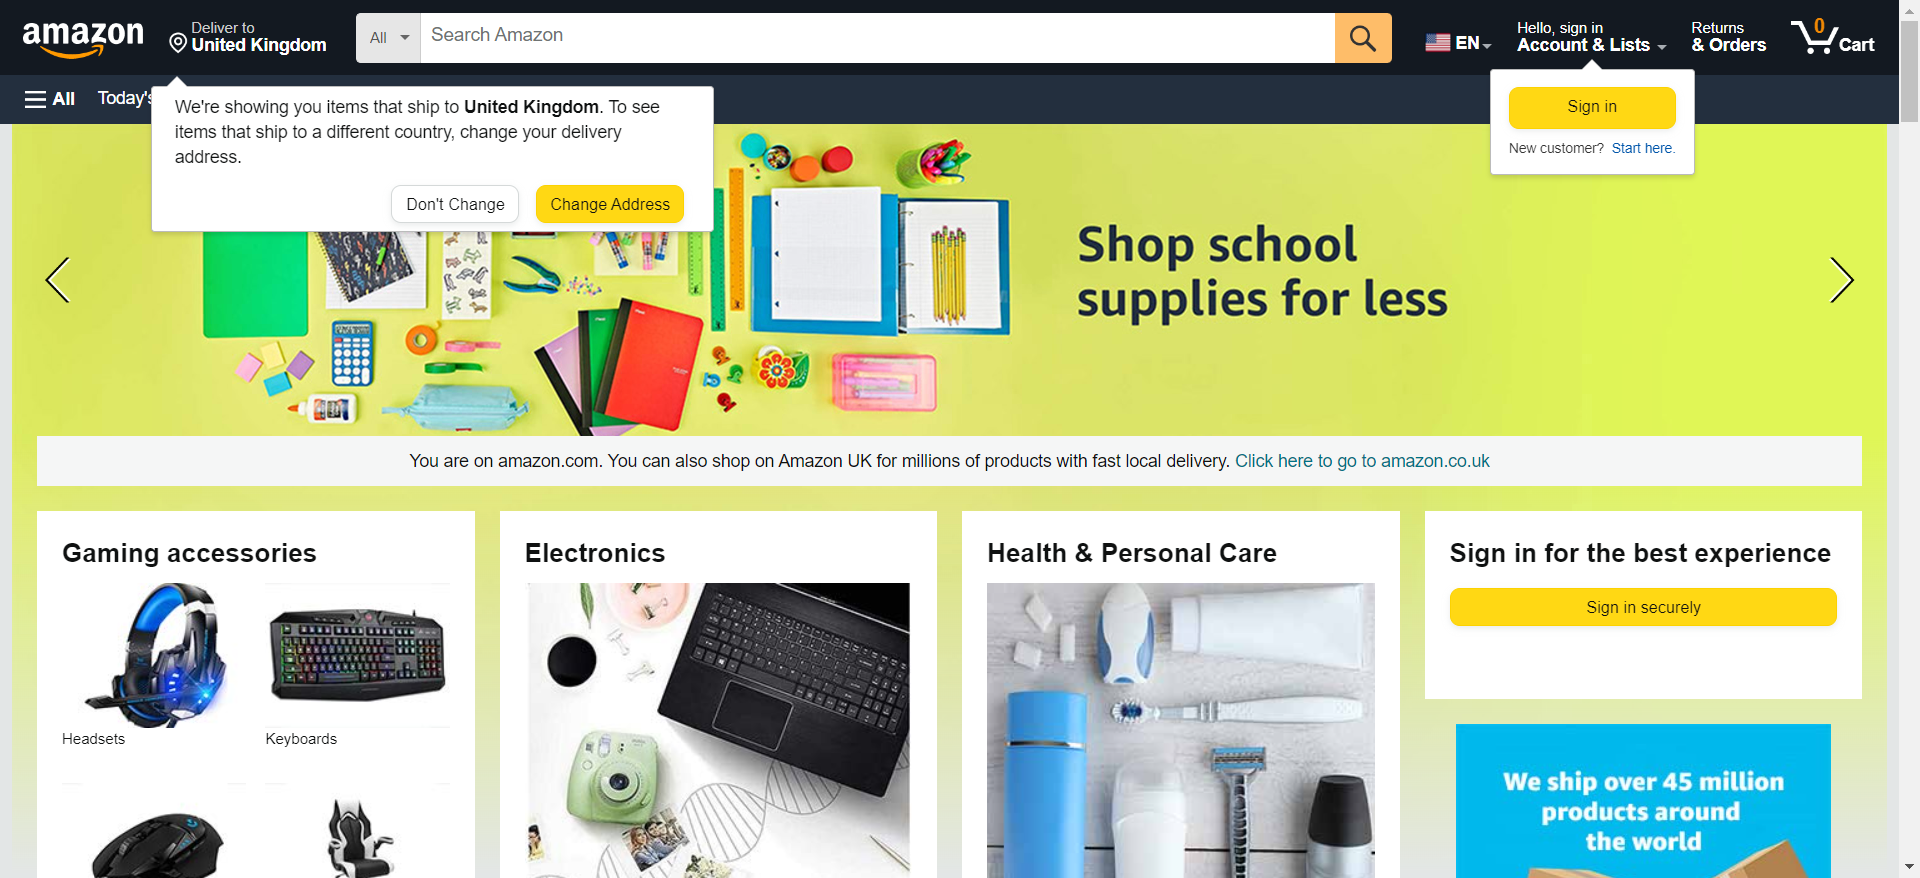 amazon
Deliver to
United Kingdom
All
Search Amazon
EN
Hello, sign in
Account & Lists
Returns
& Orders
0
Cart
All
Today's
We're showing you items that ship to United Kingdom. To see
items that ship to a different country, change your delivery
address.
Don't Change
Change Address
Sign in
New customer? Start here.
Shop school
supplies for less
You are on amazon.com. You can also shop on Amazon UK for millions of products with fast local delivery. Click here to go to amazon.co.uk
Gaming accessories
Headsets
Keyboards
Electronics
Health & Personal Care
Sign in for the best experience
Sign in securely
We ship over 45 million
products around
the world